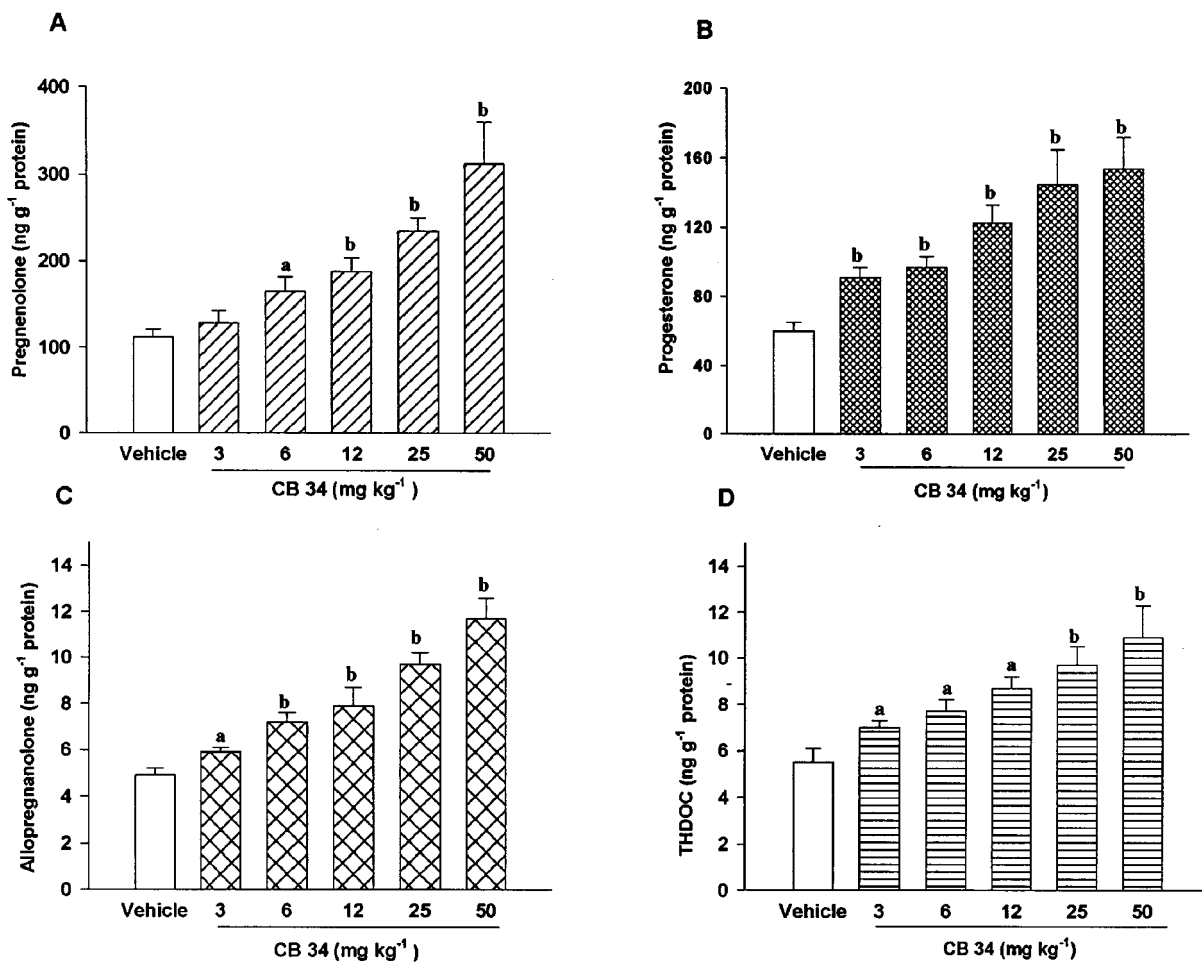 A
Pregnenolone (ng g⁻¹ protein)
400
300
200
100
0
a
b
b
b
Vehicle 3 6 12 25 50
CB 34 (mg kg⁻¹ )
B
Progesterone (ng g⁻¹ protein)
200
160
120
80
40
0
b
b
b
b
b
Vehicle 3 6 12 25 50
CB 34 (mg kg⁻¹)
C
Allopregnanolone (ng g⁻¹ protein)
14
12
10
8
6
4
2
0
a
b
b
b
b
Vehicle 3 6 12 25 50
CB 34 (mg kg⁻¹)
D
THDOC (ng g⁻¹ protein)
14
12
10
8
6
4
2
0
a
a
a
b
b
Vehicle 3 6 12 25 50
CB 34 (mg kg⁻¹)